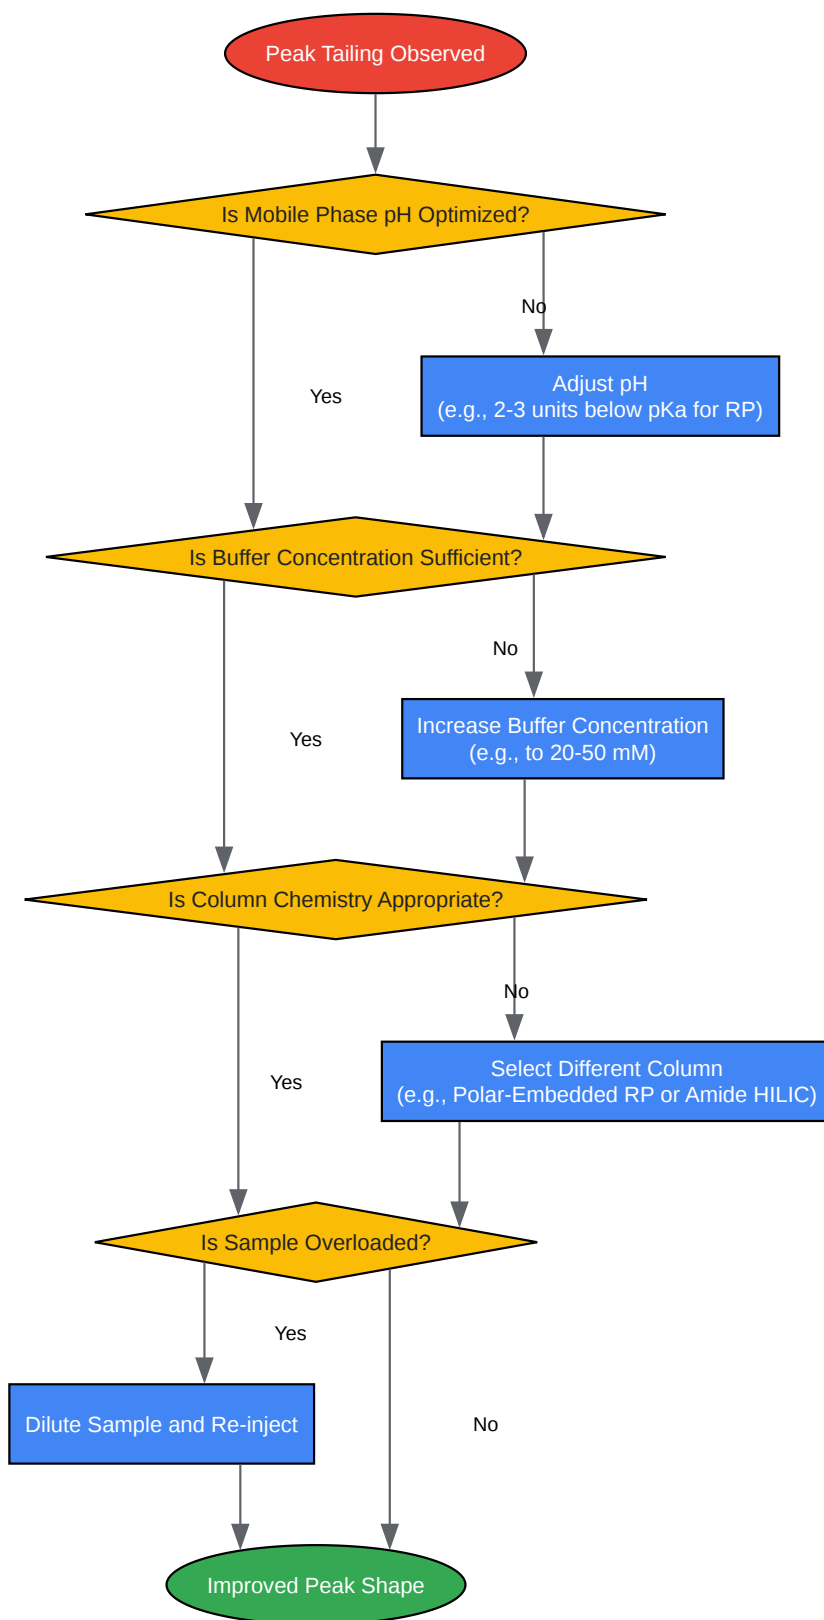 Peak Tailing Observed
Is Mobile Phase pH Optimized?
No
Adjust pH
(e.g., 2-3 units below pKa for RP)
Yes
Is Buffer Concentration Sufficient?
No
Increase Buffer Concentration
(e.g., to 20-50 mM)
Yes
Is Column Chemistry Appropriate?
No
Select Different Column
(e.g., Polar-Embedded RP or Amide HILIC)
Yes
Is Sample Overloaded?
Yes
Dilute Sample and Re-inject
No
Improved Peak Shape